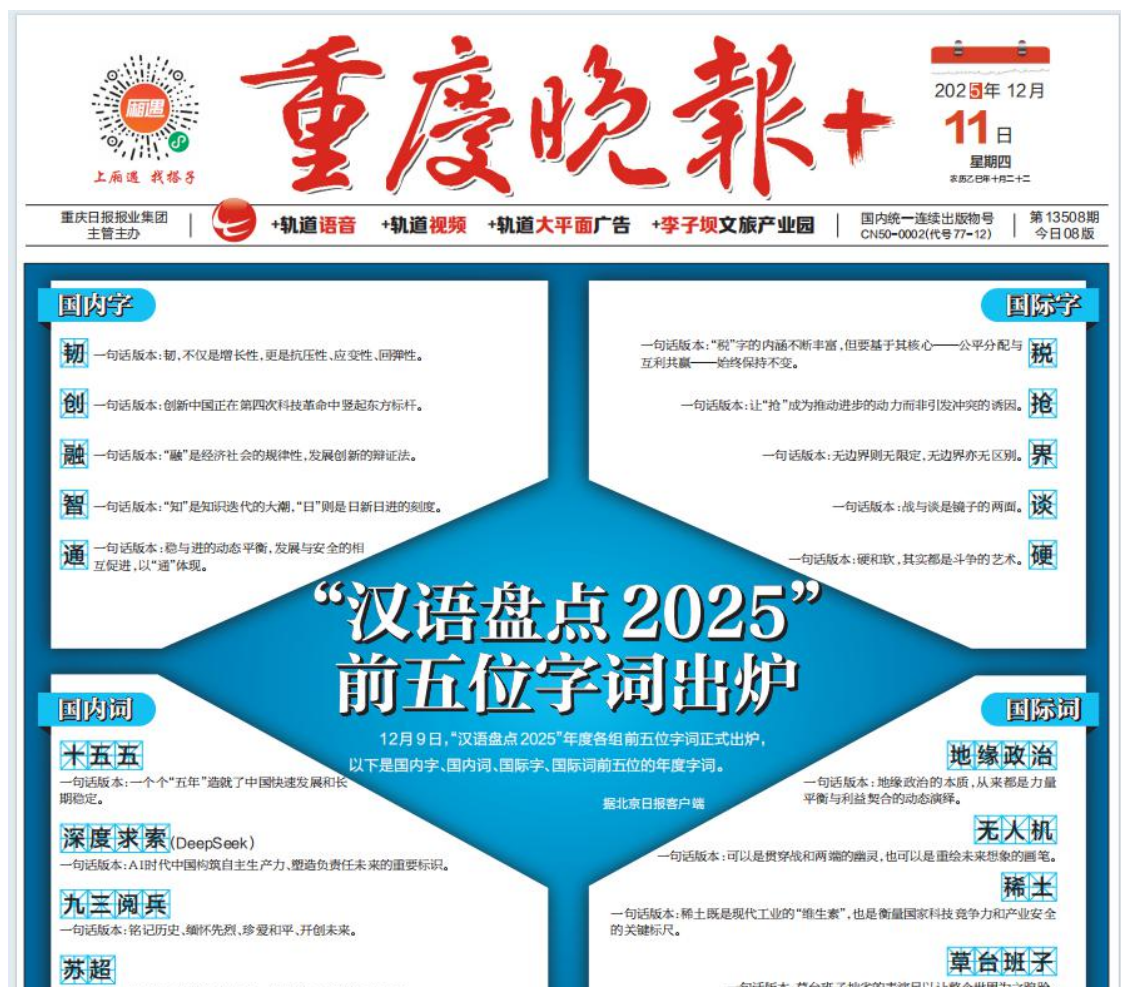 重慶晚報+
2025年 12月
11日
星期四
农历乙巳年十月二十二
厢遇
上厢遇 找搭子
重庆日报报业集团
主管主办
+轨道语音 +轨道视频 +轨道大平面广告 +李子坝文旅产业园
国内统一连续出版物号
CN50-0002(代号77-12)
第13508期
今日08版
国内字
韧 一句话版本:韧,不仅是增长性,更是抗压性、应变性、回弹性。
创 一句话版本:创新中国正在第四次科技革命中竖起东方标杆。
融 一句话版本:“融”是经济社会的规律性,发展创新的辩证法。
智 一句话版本:“知”是知识迭代的大潮,“日”则是日新日进的刻度。
通 一句话版本:稳与进的动态平衡,发展与安全的相
互促进,以“通”体现。
国际字
一句话版本:“税”字的内涵不断丰富,但要基于其核心——公平分配与
互利共赢——始终保持不变。 税
一句话版本:让“抢”成为推动进步的动力而非引发冲突的诱因。 抢
一句话版本:无边界则无限定,无边界亦无区别。 界
一句话版本:战与谈是镜子的两面。 谈
一句话版本:硬和软,其实都是斗争的艺术。 硬
“汉语盘点2025”
前五位字词出炉
12月9日,“汉语盘点2025”年度各组前五位字词正式出炉,
以下是国内字、国内词、国际字、国际词前五位的年度字词。
据北京日报客户端
国内词
十五五
一句话版本:一个个“五年”造就了中国快速发展和长
期稳定。
深度求索(DeepSeek)
一句话版本:AI时代中国构筑自主生产力、塑造负责任未来的重要标识。
九三阅兵
一句话版本:铭记历史、缅怀先烈、珍爱和平、开创未来。
苏超
国际词
地缘政治
一句话版本:地缘政治的本质,从来都是力量
平衡与利益契合的动态演绎。
无人机
一句话版本:可以是贯穿战和两端的幽灵,也可以是重绘未来想象的画笔。
稀土
一句话版本:稀土既是现代工业的“维生素”,也是衡量国家科技竞争力和产业安全
的关键标尺。
草台班子